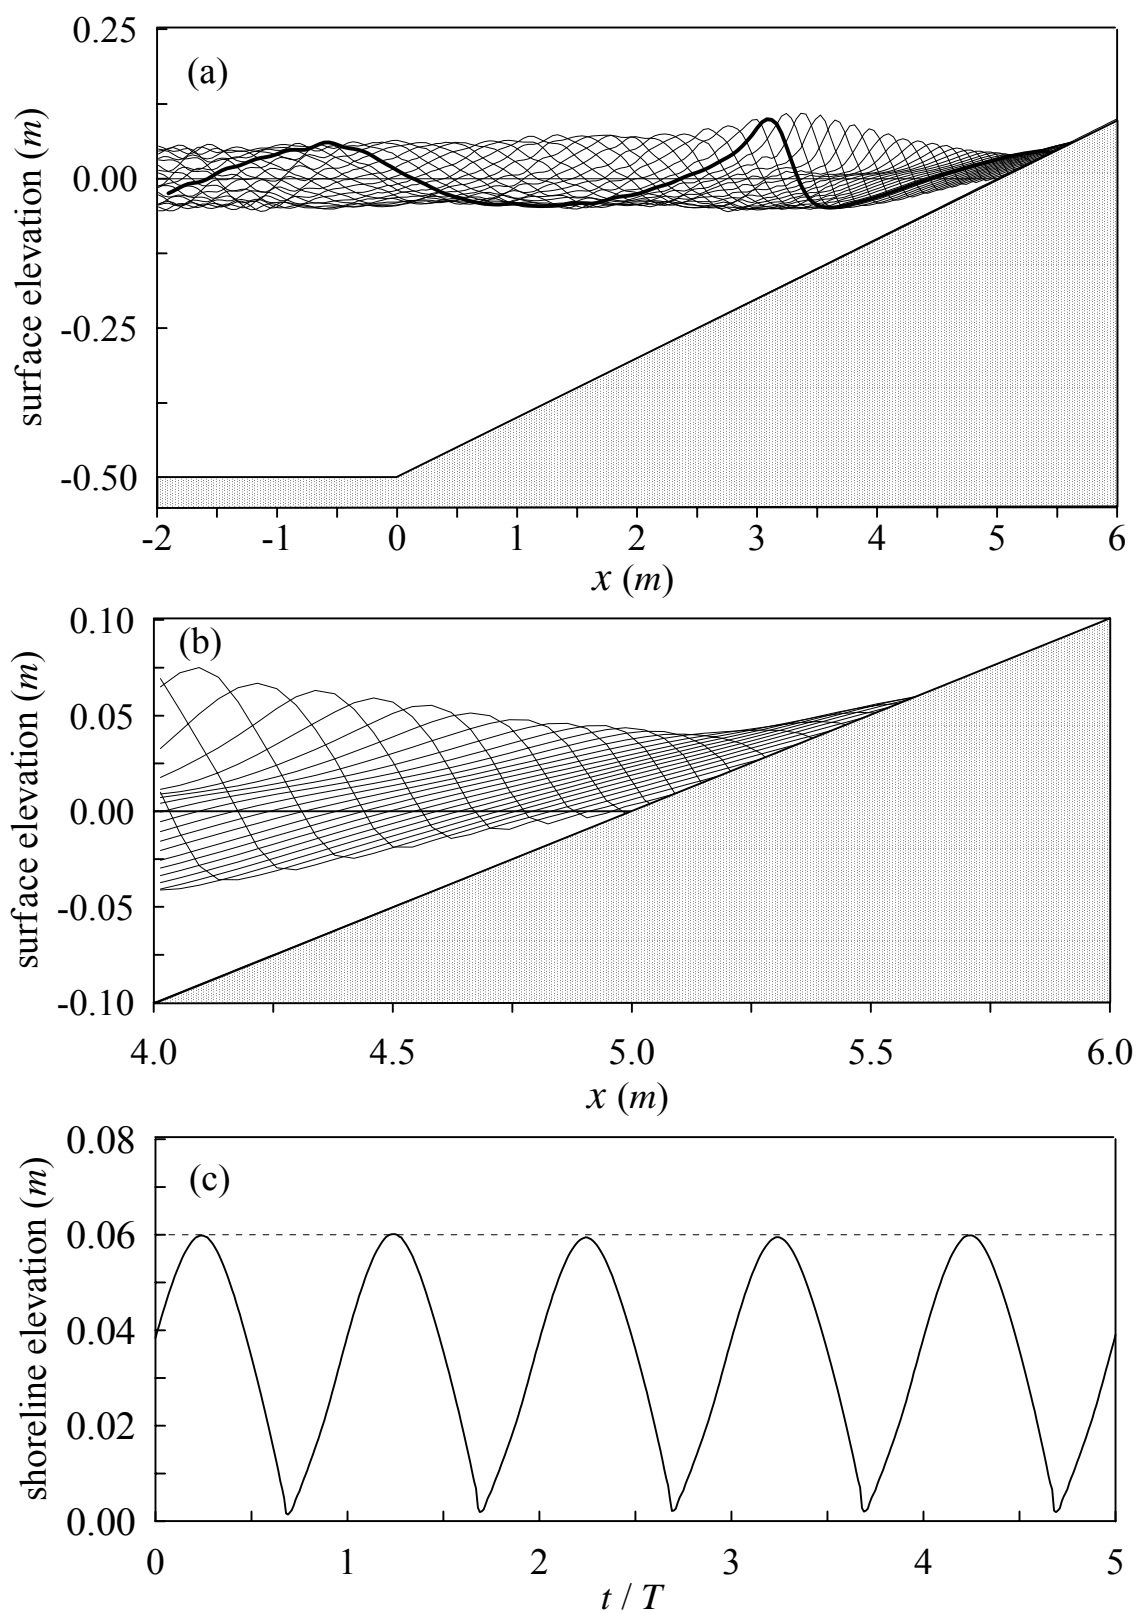 (a)
surface elevation (m)
0.25
0.00
-0.25
-0.50
-2 -1 0 1 2 3 4 5 6
x (m)
(b)
surface elevation (m)
0.10
0.05
0.00
-0.05
-0.10
4.0 4.5 5.0 5.5 6.0
x (m)
(c)
shoreline elevation (m)
0.08
0.06
0.04
0.02
0.00
0 1 2 3 4 5
t / T